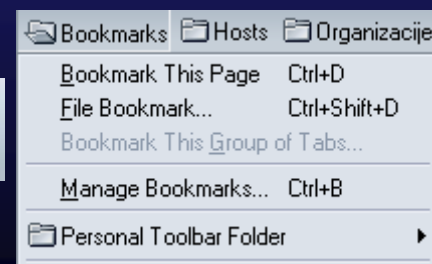 Bookmarks Hosts Organizacije
Bookmark This Page Ctrl+D
File Bookmark... Ctrl+Shift+D
Bookmark This Group of Tabs...
Manage Bookmarks... Ctrl+B
Personal Toolbar Folder